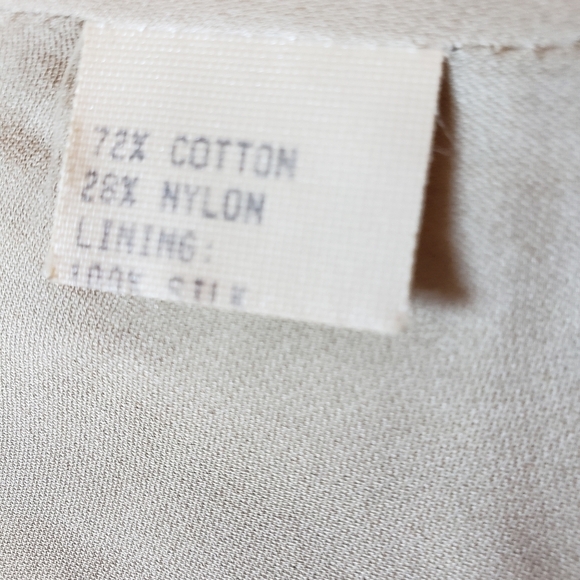 72% COTTON
28% NYLON
LINING:
100% SILK